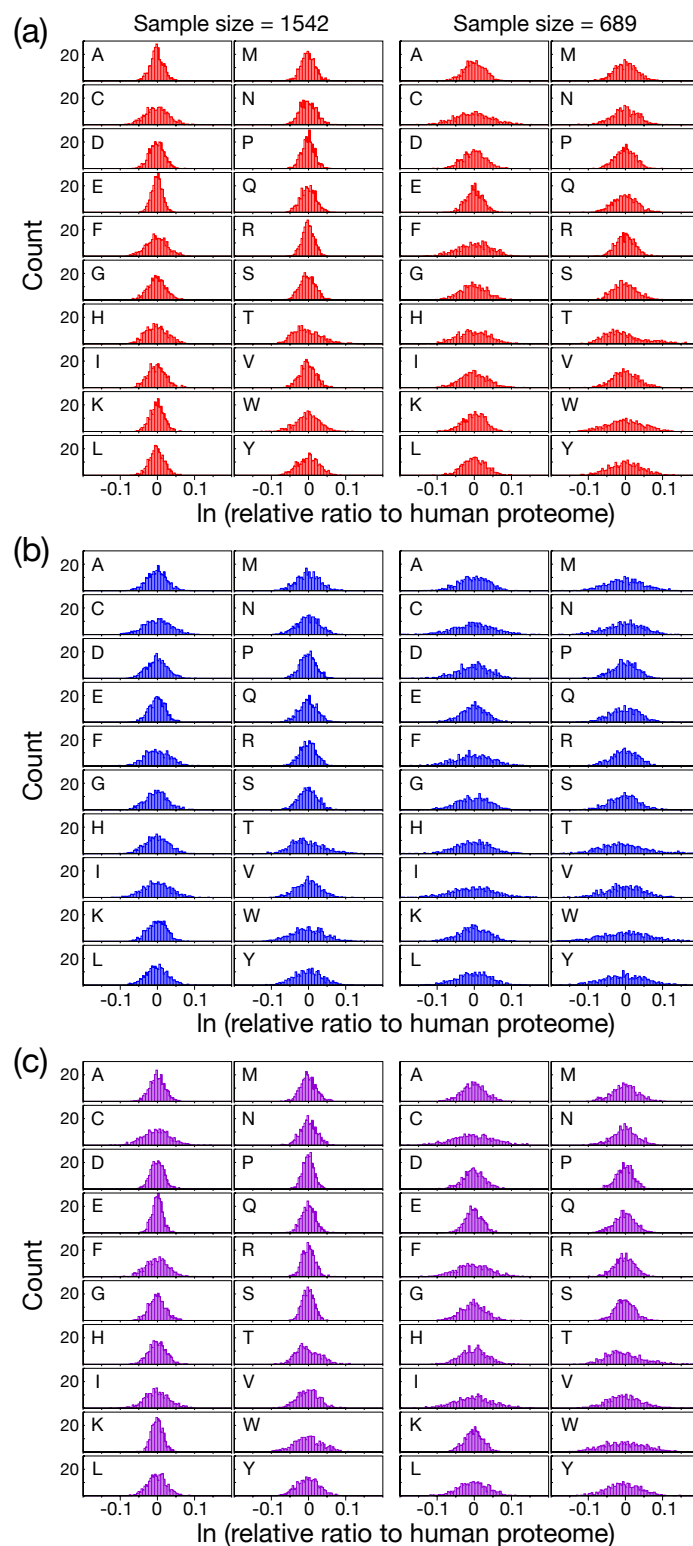 (a)
Sample size = 1542 Sample size = 689
20 A M A M
20 C N C N
20 D P D P
20 E Q E Q
20 F R F R
20 G S G S
20 H T H T
20 I V I V
20 K W K W
20 L Y L Y
Count
-0.1 0 0.1 -0.1 0 0.1 -0.1 0 0.1 -0.1 0 0.1
ln (relative ratio to human proteome)
(b)
20 A M A M
20 C N C N
20 D P D P
20 E Q E Q
20 F R F R
20 G S G S
20 H T H T
20 I V I V
20 K W K W
20 L Y L Y
Count
-0.1 0 0.1 -0.1 0 0.1 -0.1 0 0.1 -0.1 0 0.1
ln (relative ratio to human proteome)
(c)
20 A M A M
20 C N C N
20 D P D P
20 E Q E Q
20 F R F R
20 G S G S
20 H T H T
20 I V I V
20 K W K W
20 L Y L Y
Count
-0.1 0 0.1 -0.1 0 0.1 -0.1 0 0.1 -0.1 0 0.1
ln (relative ratio to human proteome)